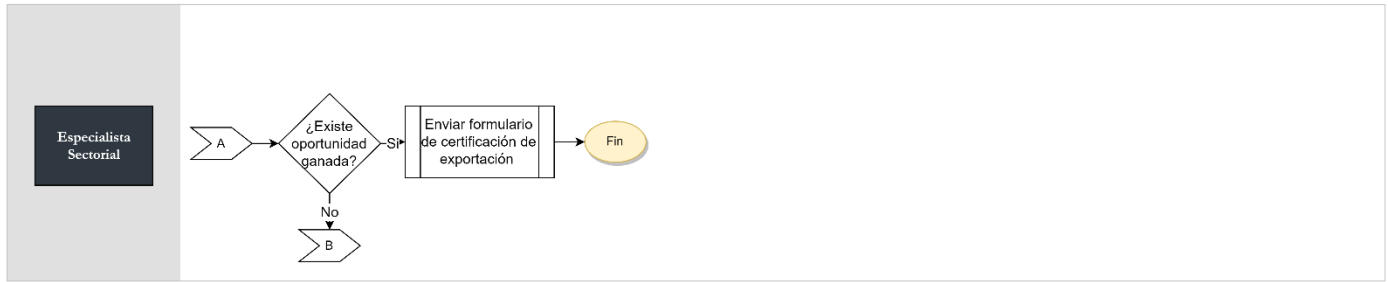 Especialista
Sectorial
A
¿Existe
oportunidad
ganada?
Si
Enviar formulario
de certificación de
exportación
Fin
No
B